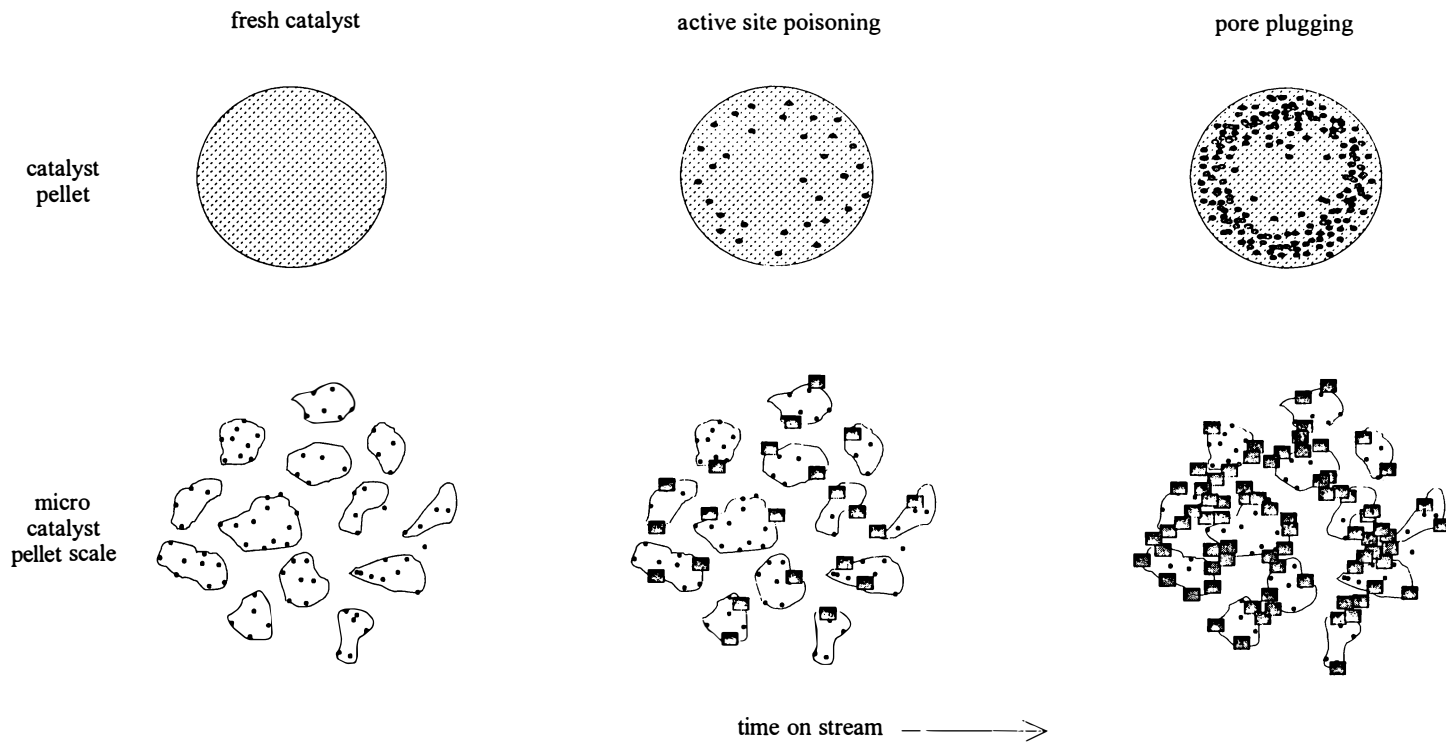 fresh catalyst
active site poisoning
pore plugging
catalyst
pellet
micro
catalyst
pellet scale
time on stream